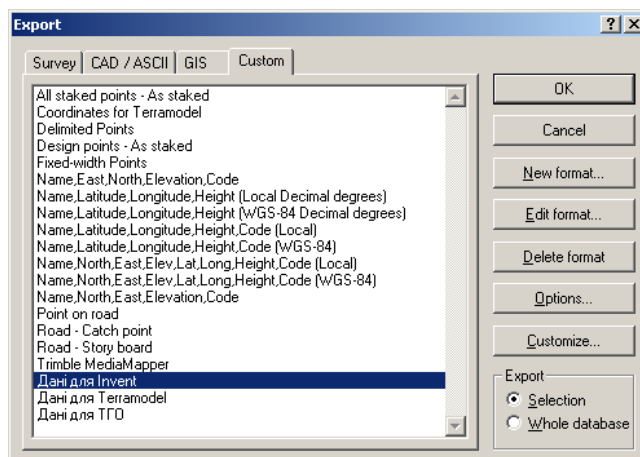 Export
Survey
CAD / ASCII
GIS
Custom
All staked points - As staked
Coordinates for Terramodel
Delimited Points
Design points - As staked
Fixed-width Points
Name,East,North,Elevation,Code
Name,Latitude,Longitude,Height (Local Decimal degrees)
Name,Latitude,Longitude,Height (WGS-84 Decimal degrees)
Name,Latitude,Longitude,Height,Code (Local)
Name,Latitude,Longitude,Height,Code (WGS-84)
Name,North,East,Elev,Lat,Long,Height,Code (Local)
Name,North,East,Elev,Lat,Long,Height,Code (WGS-84)
Name,North,East,Elevation,Code
Point on road
Road - Catch point
Road - Story board
Trimble MediaMapper
Дані для Invent
Дані для Terramodel
Дані для ТГО
OK
Cancel
New format...
Edit format...
Delete format
Options...
Customize...
Export
Selection
Whole database